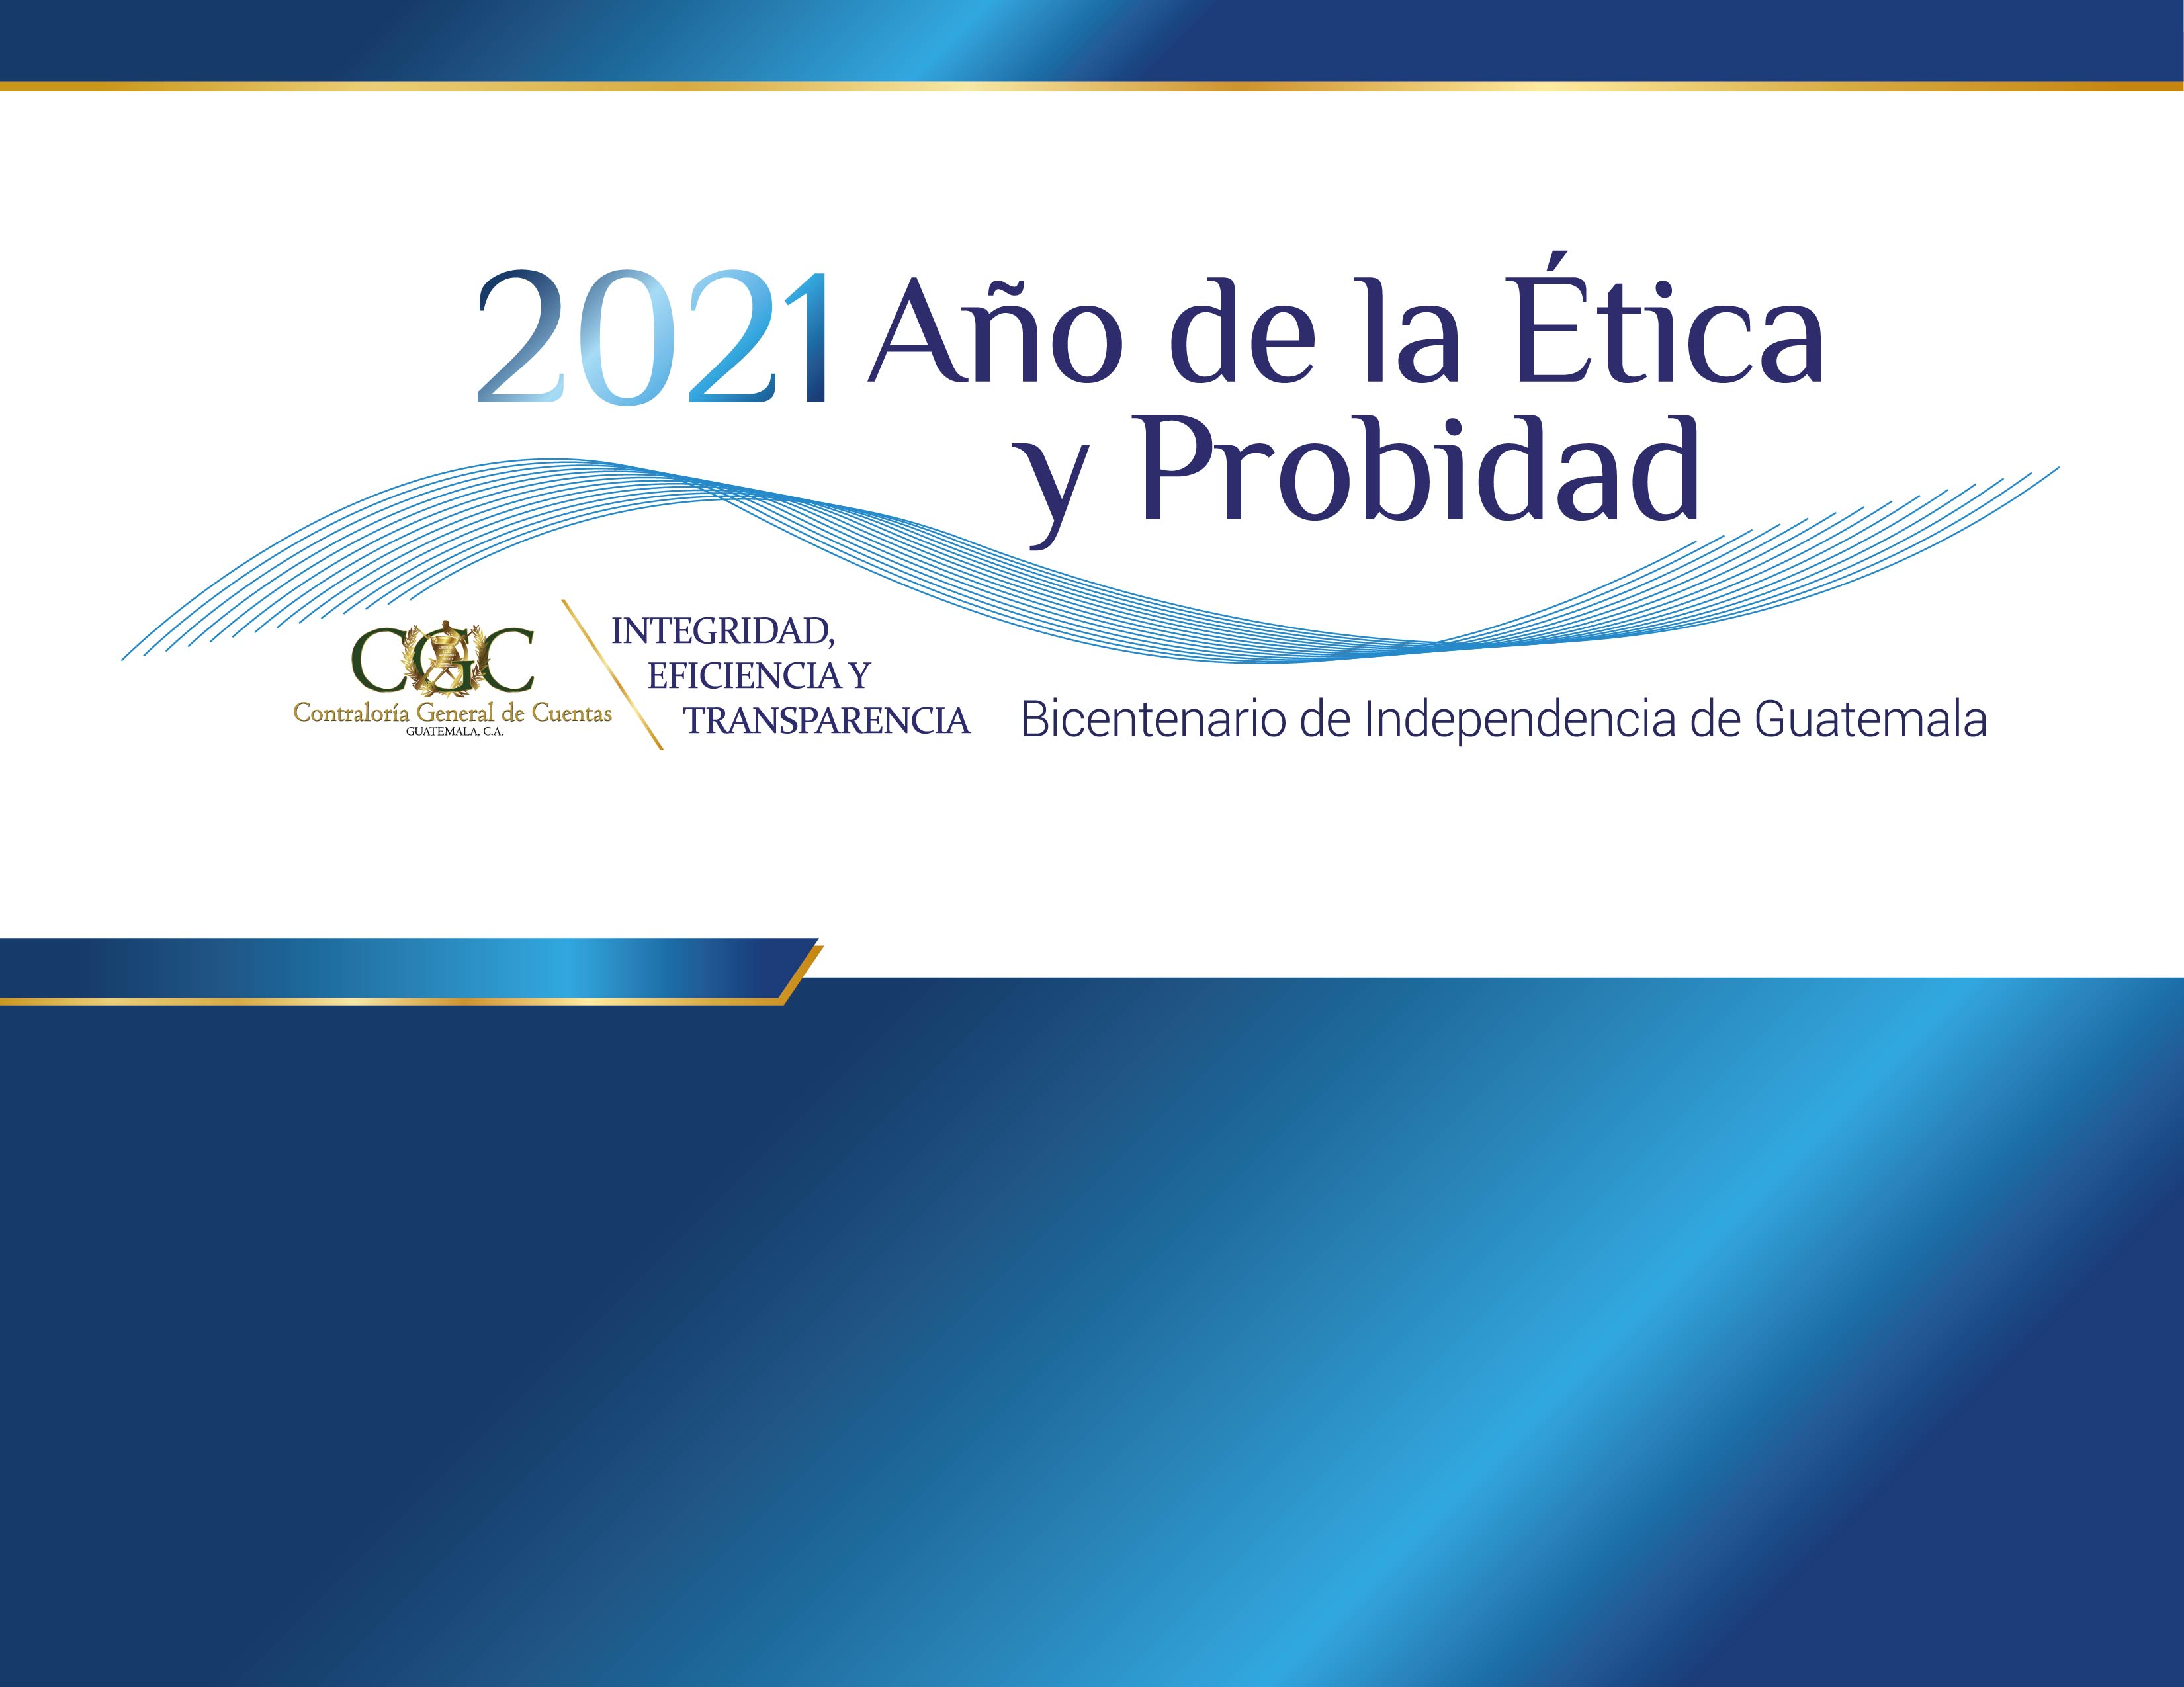 2021 Año de la Ética
y Probidad
CGC
Contraloría General de Cuentas
GUATEMALA, C.A.
INTEGRIDAD,
EFICIENCIA Y
TRANSPARENCIA
Bicentenario de Independencia de Guatemala